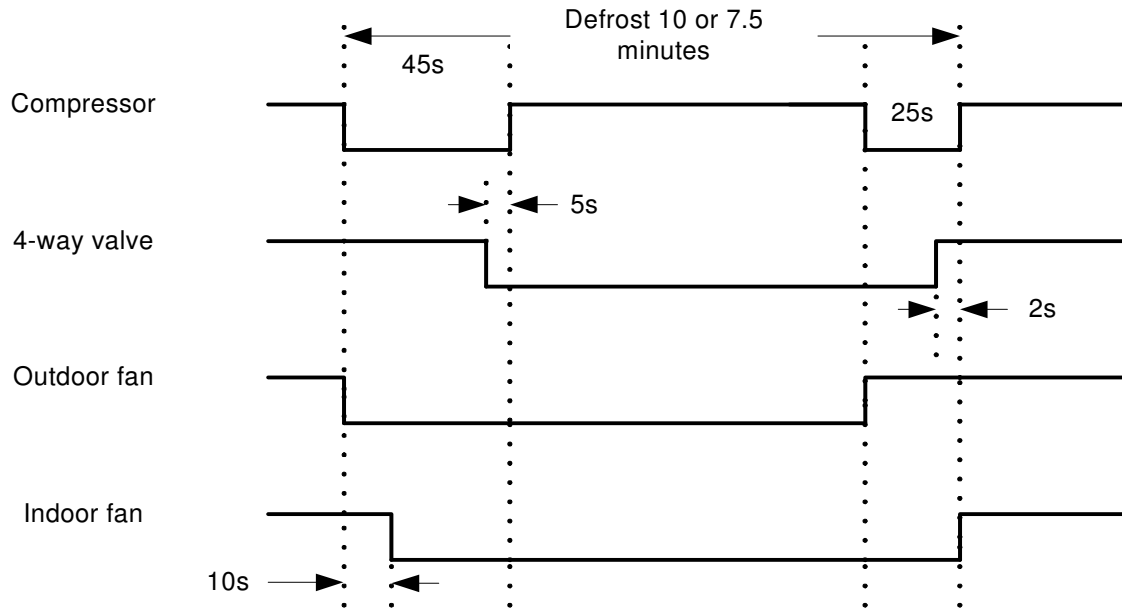 Defrost 10 or 7.5
minutes
45s
Compressor
25s
5s
4-way valve
2s
Outdoor fan
Indoor fan
10s